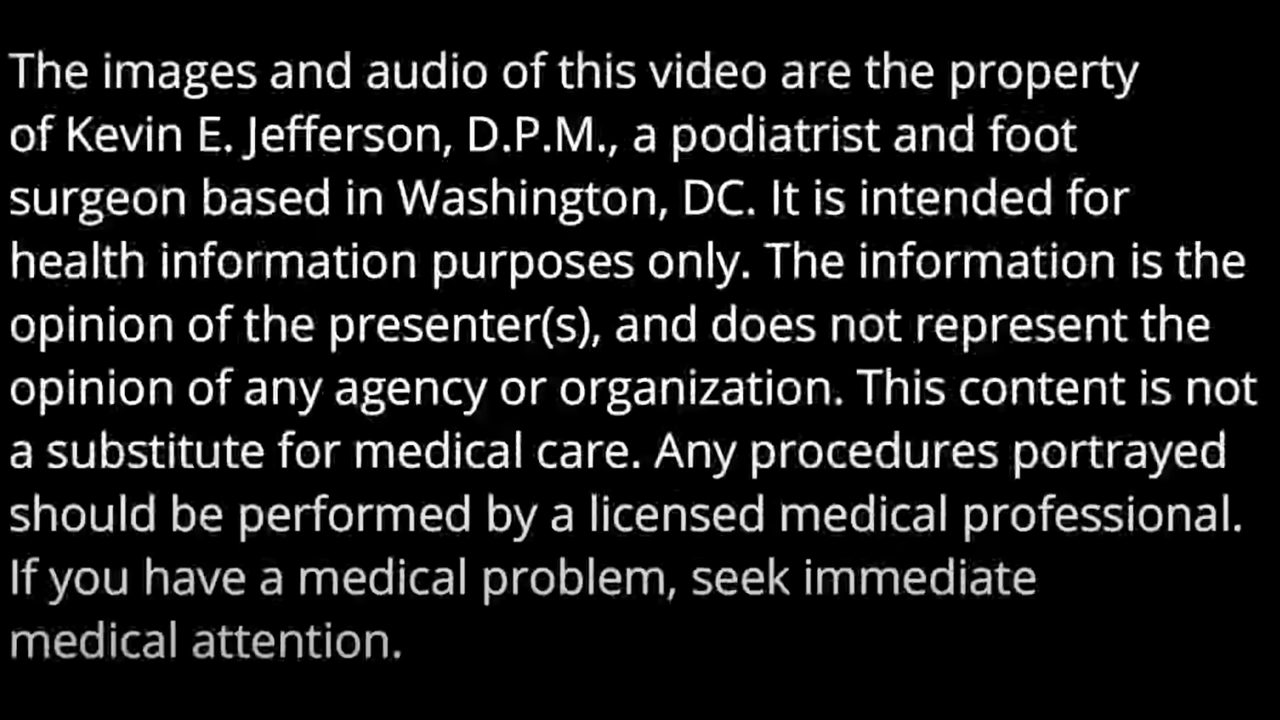 The images and audio of this video are the property
of Kevin E. Jefferson, D.P.M., a podiatrist and foot
surgeon based in Washington, DC. It is intended for
health information purposes only. The information is the
opinion of the presenter(s), and does not represent the
opinion of any agency or organization. This content is not
a substitute for medical care. Any procedures portrayed
should be performed by a licensed medical professional.
If you have a medical problem, seek immediate
medical attention.